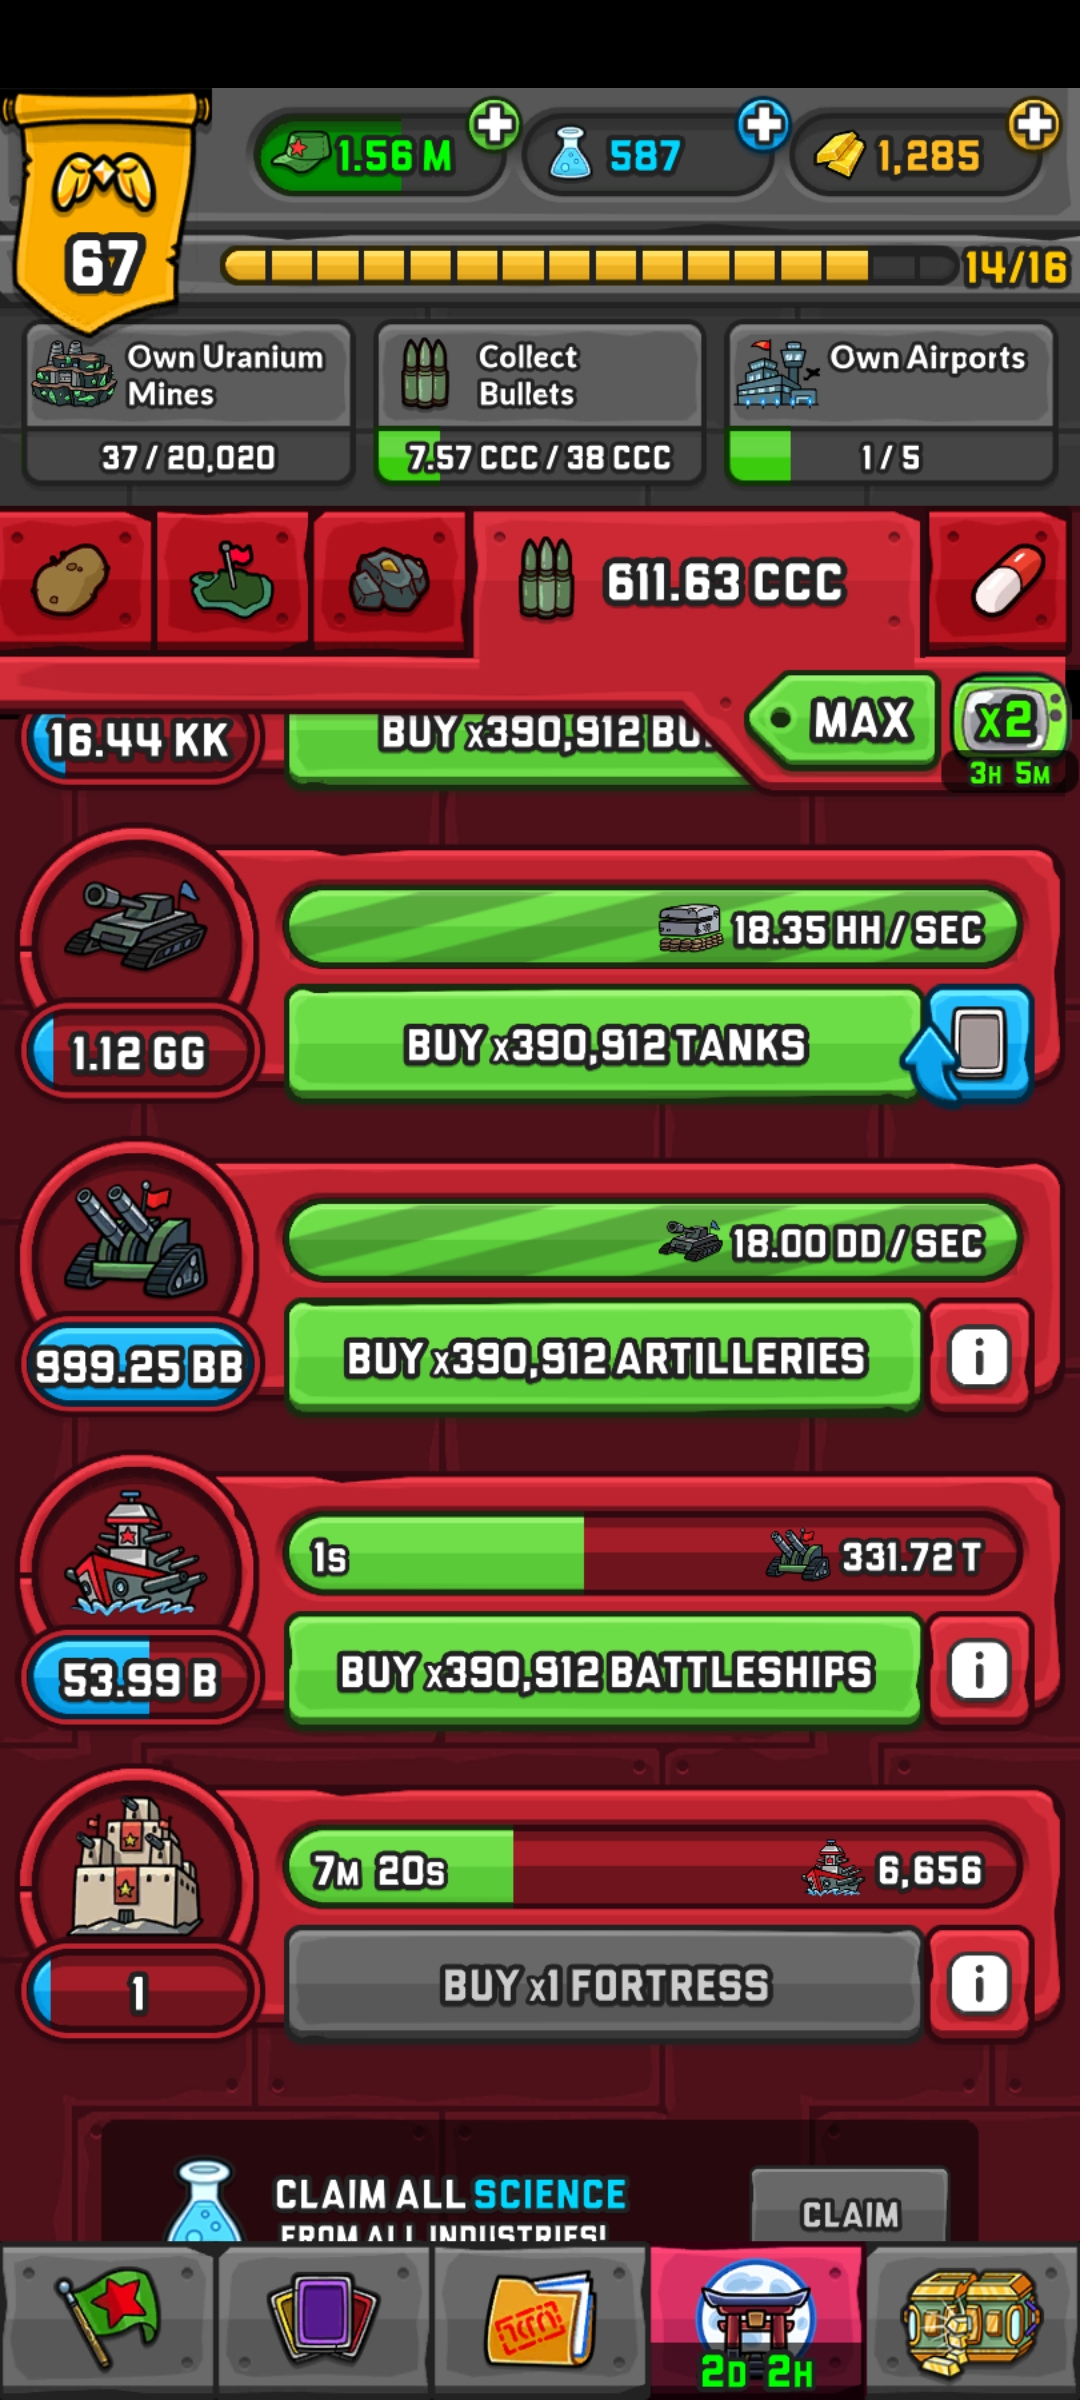 1.56 M
587
1,285
67
14/16
Own Uranium
Mines
37 / 20,020
Collect
Bullets
7.57 CCC / 38 CCC
Own Airports
1 / 5
611.63 CCC
MAX
x2
3H 5M
16.44 KK
BUY x390,912
18.35 HH / SEC
1.12 GG
BUY x390,912 TANKS
18.00 DD / SEC
999.25 BB
BUY x390,912 ARTILLERIES
i
1s
331.72 T
53.99 B
BUY x390,912 BATTLESHIPS
i
7M 20s
6,656
1
BUY x1 FORTRESS
i
CLAIM ALL SCIENCE
FROM ALL INDUSTRIES!
CLAIM
2D 2H